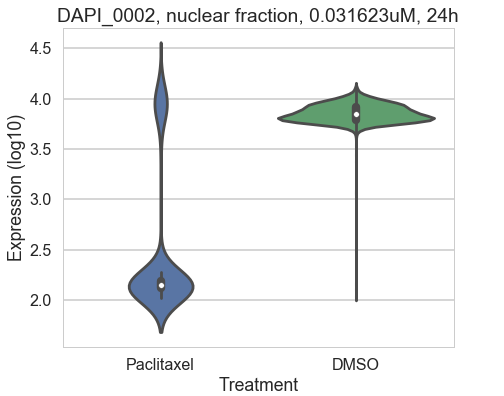 DAPI_0002, nuclear fraction, 0.031623uM, 24h
Expression (log10)
4.5
4.0
3.5
3.0
2.5
2.0
Paclitaxel DMSO
Treatment